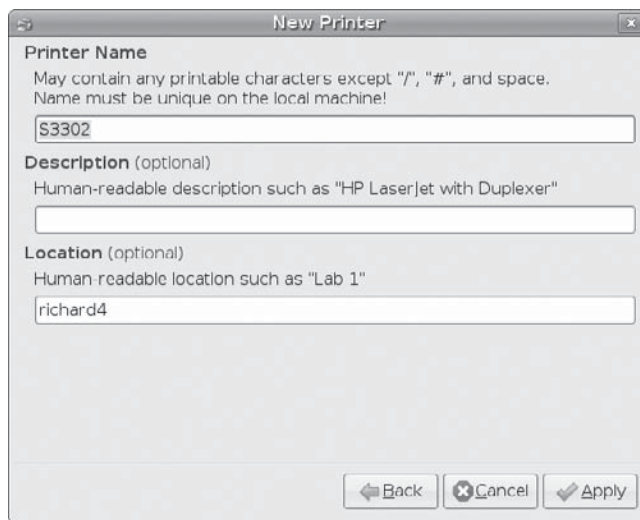 New Printer
Printer Name
May contain any printable characters except "/", "#", and space.
Name must be unique on the local machine!
S3302
Description (optional)
Human-readable description such as "HP LaserJet with Duplexer"
Location (optional)
Human-readable location such as "Lab 1"
richard4
Back Cancel Apply